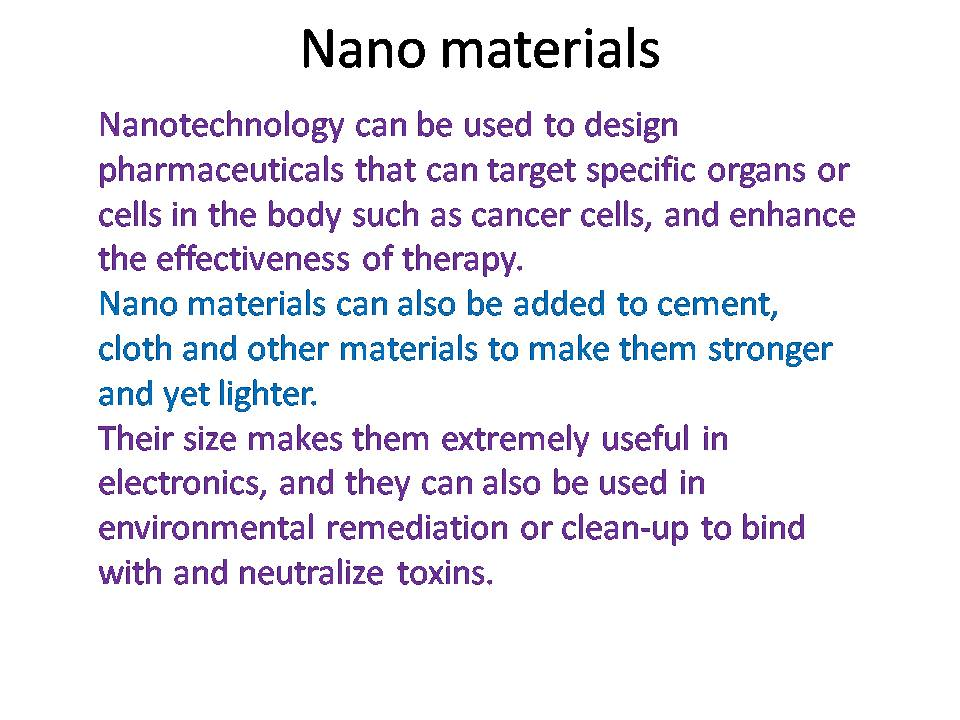 Nano materials
Nanotechnology can be used to design
pharmaceuticals that can target specific organs or
cells in the body such as cancer cells, and enhance
the effectiveness of therapy.
Nano materials can also be added to cement,
cloth and other materials to make them stronger
and yet lighter.
Their size makes them extremely useful in
electronics, and they can also be used in
environmental remediation or clean-up to bind
with and neutralize toxins.